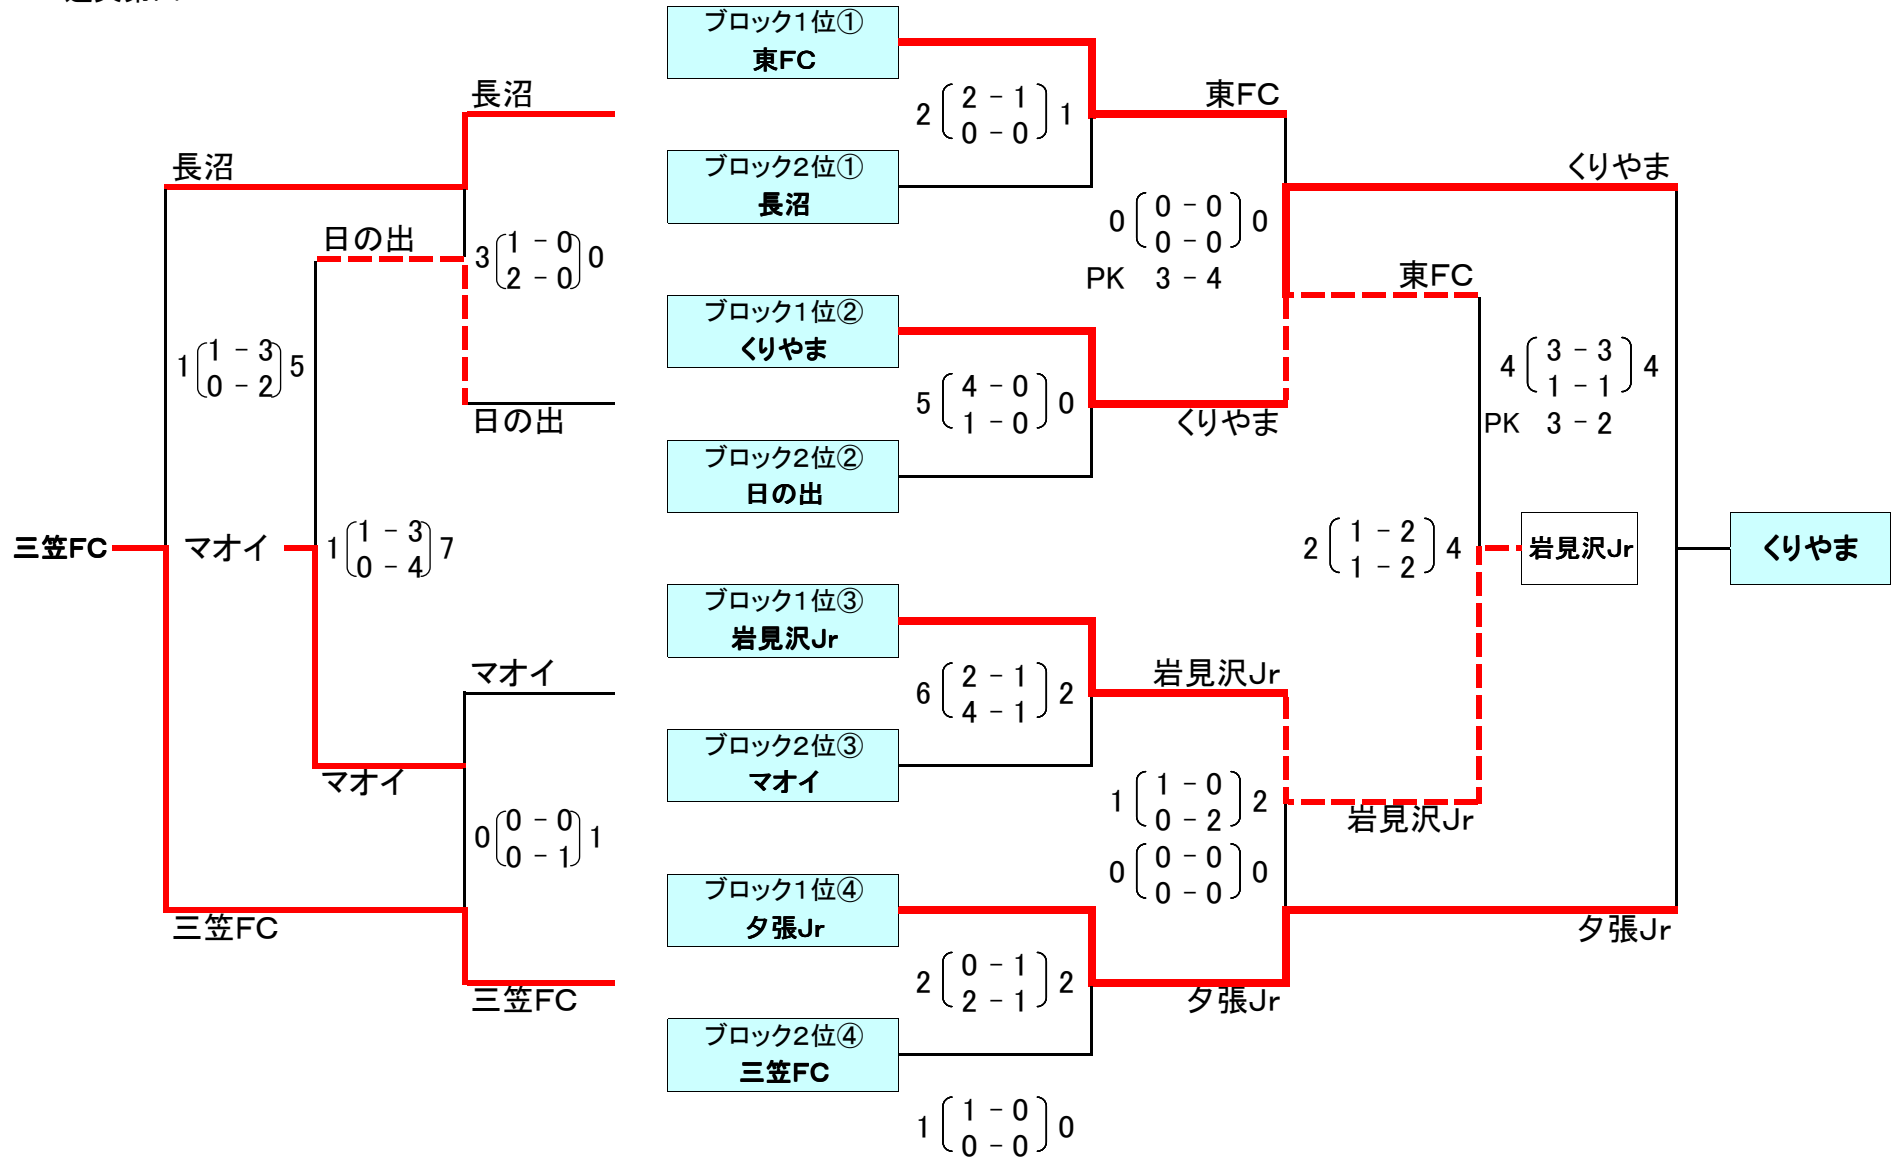 ブロック１位①
東FC
2 2 - 1 1
0 - 0
ブロック２位①
長沼
東FC
長沼
長沼
日の出
3 1 - 0 0
2 - 0
日の出
1 1 - 3 5
0 - 2
0 0 - 0 0
0 - 0
PK 3 - 4
くりやま
東FC
ブロック１位②
くりやま
5 4 - 0 0
1 - 0
くりやま
ブロック２位②
日の出
4 3 - 3 4
1 - 1
PK 3 - 2
三笠FC
マオイ
1 1 - 3 7
0 - 4
2 1 - 2 4
1 - 2
岩見沢Jr
くりやま
ブロック１位③
岩見沢Jr
6 2 - 1 2
4 - 1
岩見沢Jr
ブロック２位③
マオイ
マオイ
マオイ
0 0 - 0 1
0 - 1
1 1 - 0 2
0 - 2
0 0 - 0 0
0 - 0
岩見沢Jr
ブロック１位④
夕張Jr
三笠FC
三笠FC
2 0 - 1 2
2 - 1
夕張Jr
夕張Jr
ブロック２位④
三笠FC
1 1 - 0 0
0 - 0